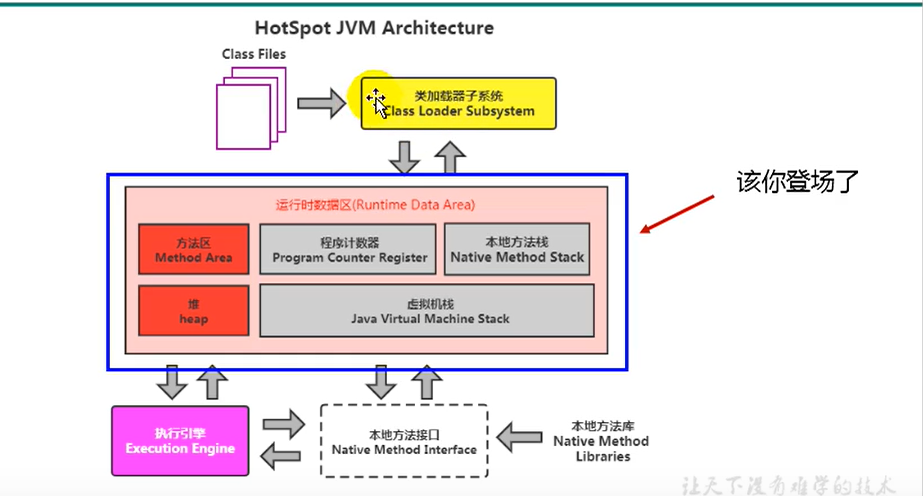 HotSpot JVM Architecture
Class Files
类加载器子系统
Class Loader Subsystem
该你登场了
运行时数据区(Runtime Data Area)
方法区
Method Area
程序计数器
Program Counter Register
本地方法栈
Native Method Stack
堆
heap
虚拟机栈
Java Virtual Machine Stack
执行引擎
Execution Engine
本地方法接口
Native Method Interface
本地方法库
Native Method
Libraries
让天下没有难学的技术